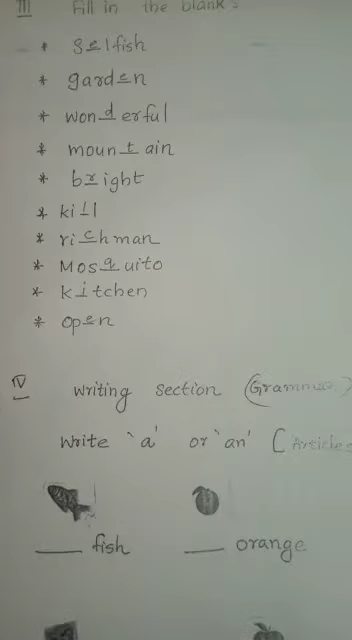 III Fill in the blank's
* selfish
* garden
* wonderful
* mountain
* bright
* kill
* richman
* Mosquito
* kitchen
* open
IV Writing Section (Grammar)
Write 'a' or 'an' (Articles
___ fish ___ orange